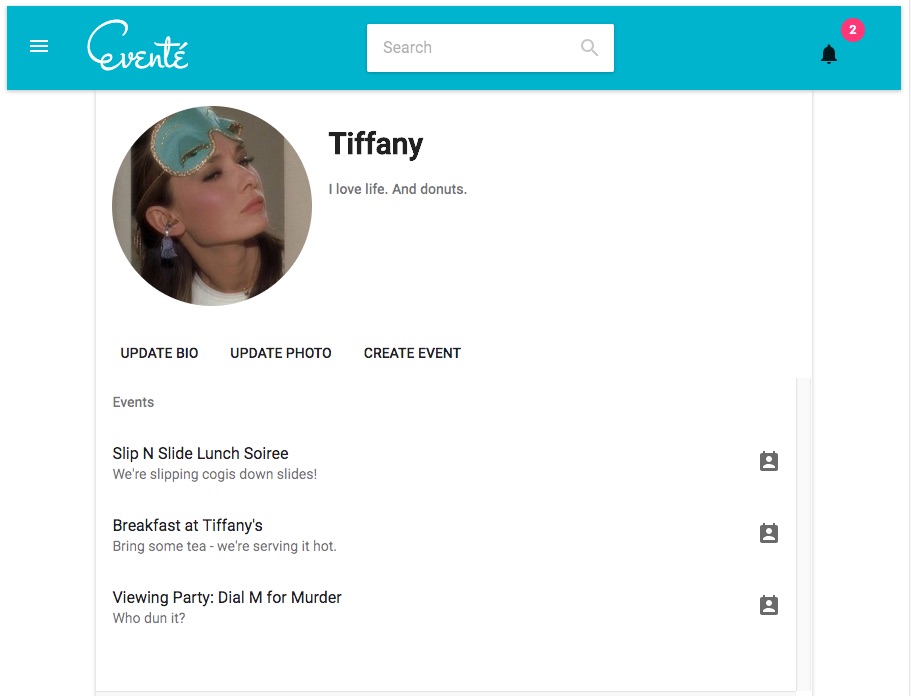 Eventé
Search
2
Tiffany
I love life. And donuts.
UPDATE BIO UPDATE PHOTO CREATE EVENT
Events
Slip N Slide Lunch Soiree
We're slipping cogis down slides!
Breakfast at Tiffany's
Bring some tea - we're serving it hot.
Viewing Party: Dial M for Murder
Who dun it?